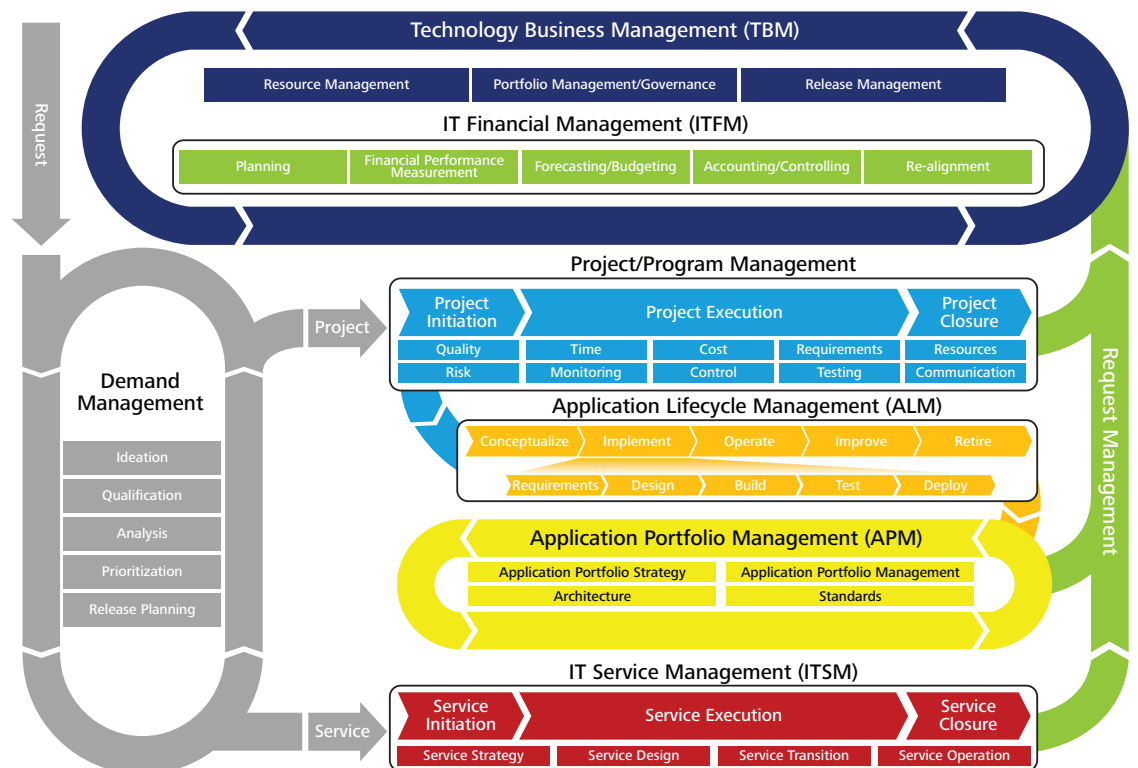 Technology Business Management (TBM)
Resource Management
Portfolio Management/Governance
Release Management
IT Financial Management (ITFM)
Planning
Financial Performance
Measurement
Forecasting/Budgeting
Accounting/Controlling
Re-alignment
Request
Project/Program Management
Project
Project
Initiation
Project Execution
Project
Closure
Quality
Time
Cost
Requirements
Resources
Risk
Monitoring
Control
Testing
Communication
Demand
Management
Ideation
Qualification
Analysis
Prioritization
Release Planning
Application Lifecycle Management (ALM)
Conceptualize
Implement
Operate
Improve
Retire
Requirements
Design
Build
Test
Deploy
Request Management
Application Portfolio Management (APM)
Application Portfolio Strategy
Application Portfolio Management
Architecture
Standards
IT Service Management (ITSM)
Service
Service
Initiation
Service Execution
Service
Closure
Service Strategy
Service Design
Service Transition
Service Operation